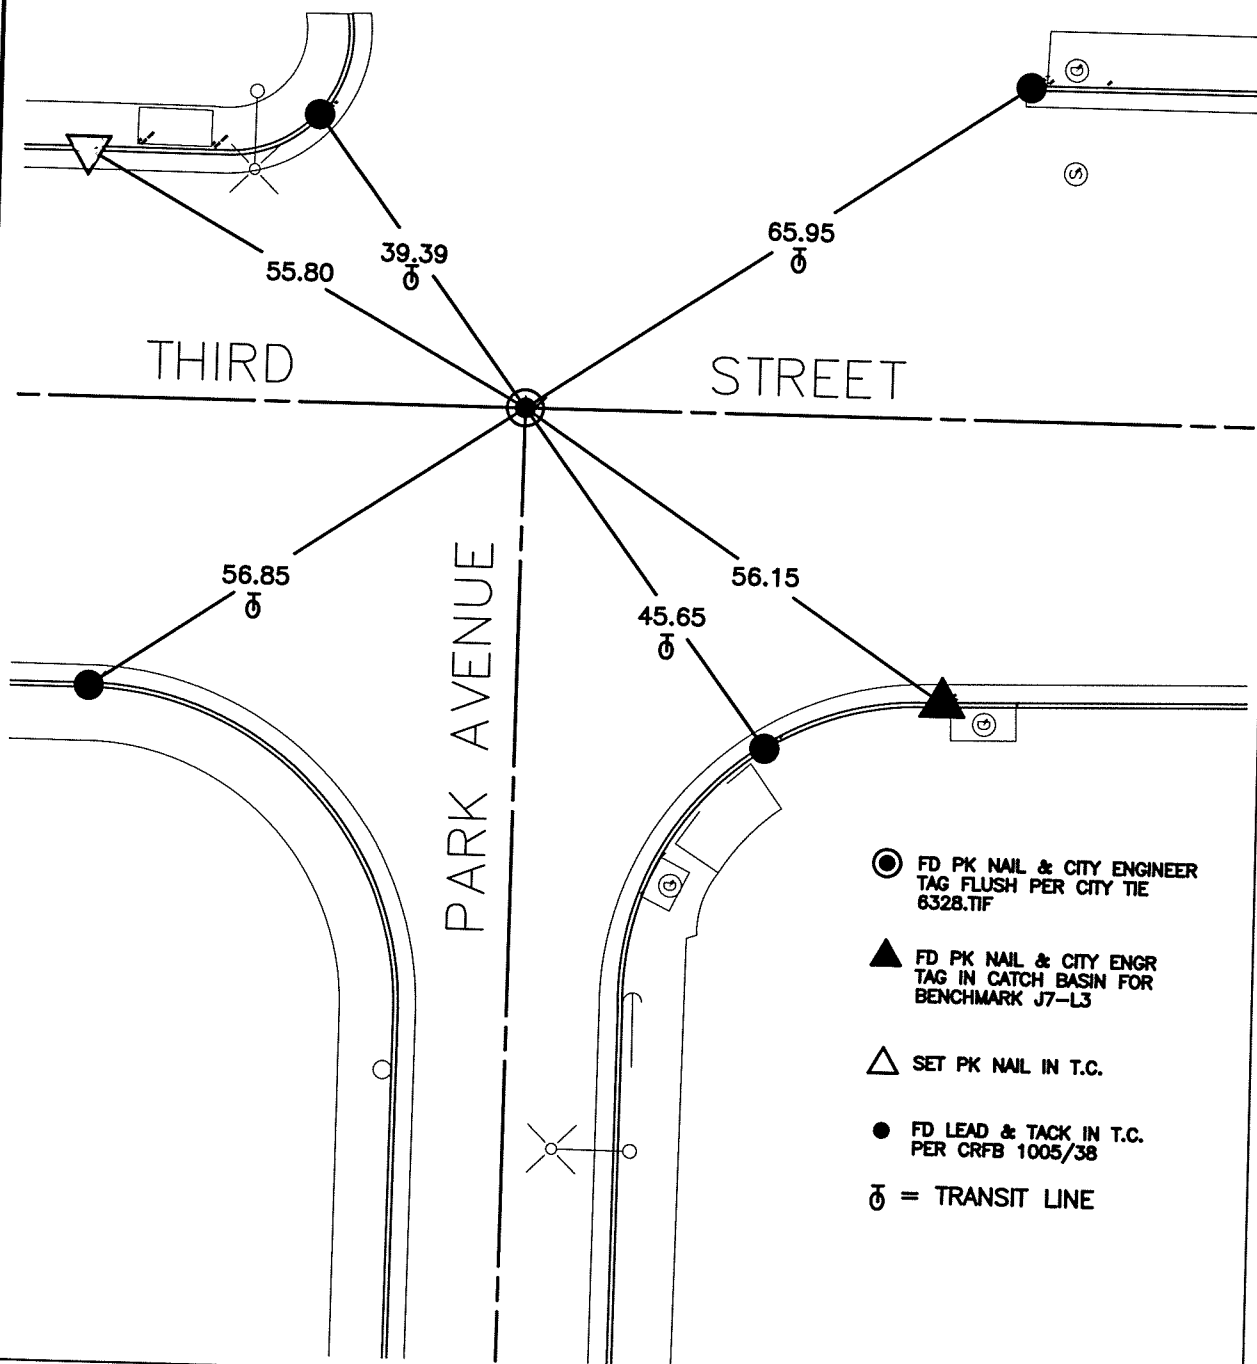 39.39
65.95
55.80
THIRD STREET
56.85
56.15
45.65
PARK AVENUE
FD PK NAIL & CITY ENGINEER
TAG FLUSH PER CITY TIE
6328.TIF
FD PK NAIL & CITY ENGR
TAG IN CATCH BASIN FOR
BENCHMARK J7-L3
SET PK NAIL IN T.C.
FD LEAD & TACK IN T.C.
PER CRFB 1005/38
= TRANSIT LINE